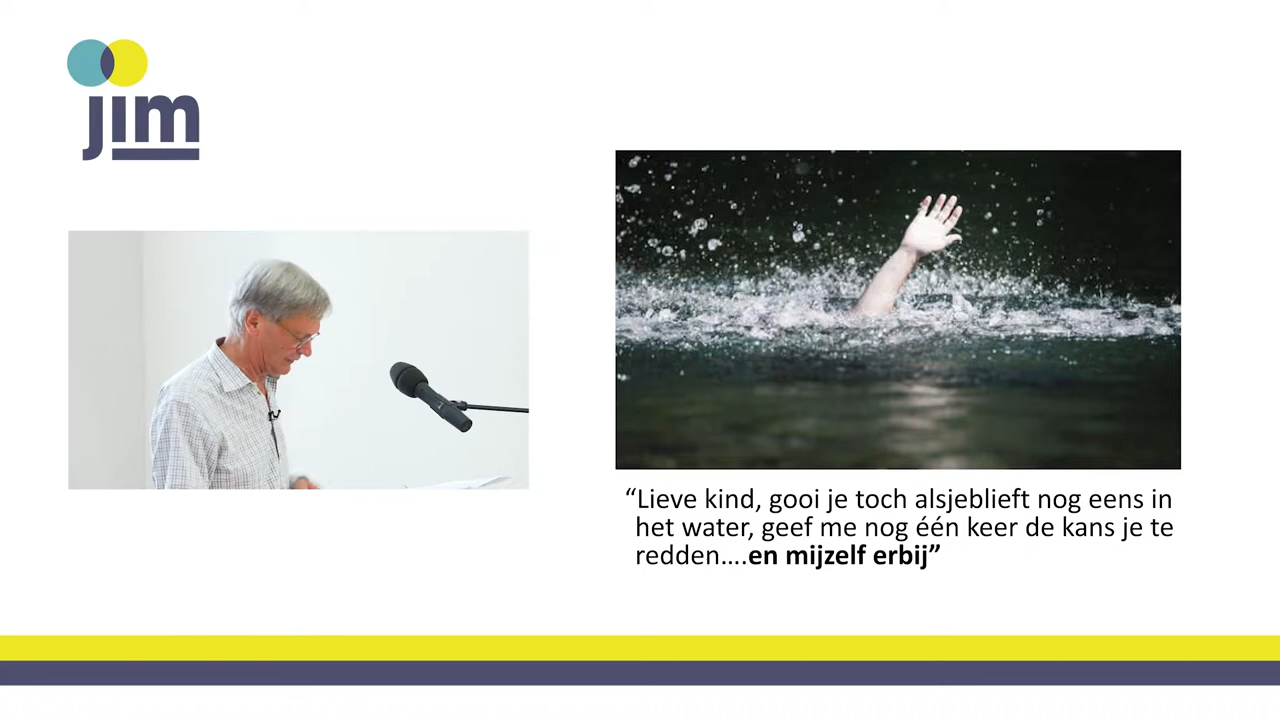 jim
“Lieve kind, gooi je toch alsjeblieft nog eens in
het water, geef me nog één keer de kans je te
redden….en mijzelf erbij”